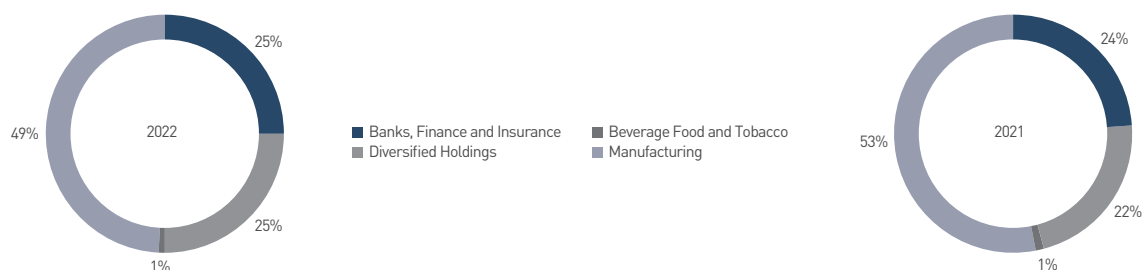 25%
49%
2022
25%
1%
Banks, Finance and Insurance
Beverage Food and Tobacco
Diversified Holdings
Manufacturing
24%
53%
2021
22%
1%